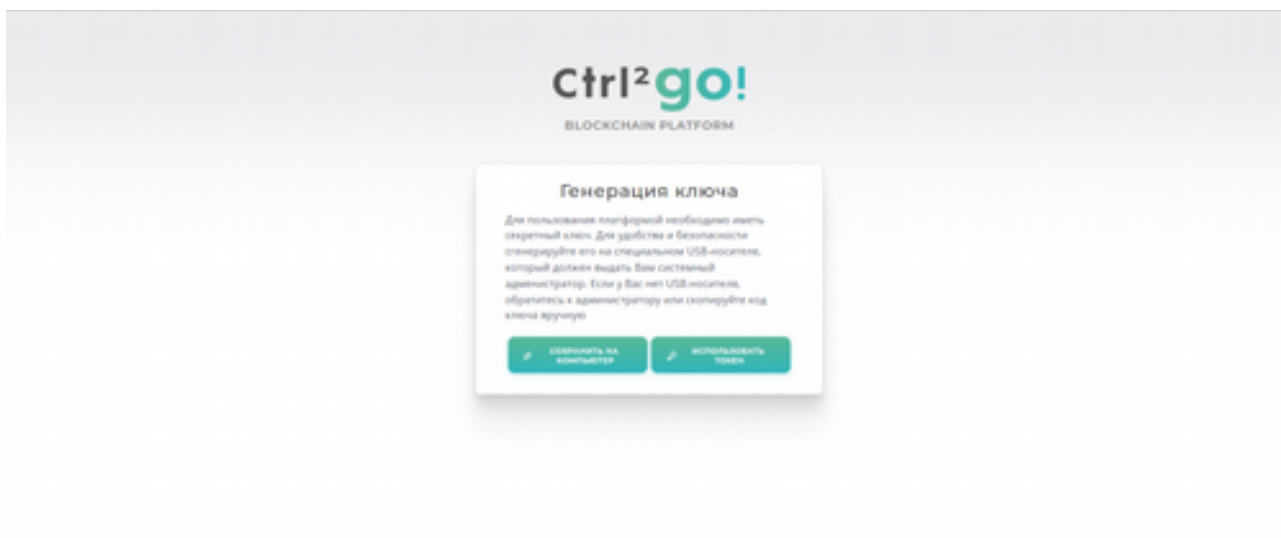 Ctrl²go!
BLOCKCHAIN PLATFORM
Генерация ключа
Для пользования платформой необходимо иметь
секретный ключ. Для удобства и безопасности
сгенерируйте его на специальном USB-носителе,
который должен выдать Вам системный
администратор. Если у Вас нет USB-носителя,
обратитесь к администратору или скопируйте код
ключа вручную
СОХРАНИТЬ НА
КОМПЬЮТЕР
ИСПОЛЬЗОВАТЬ
ТОКЕН